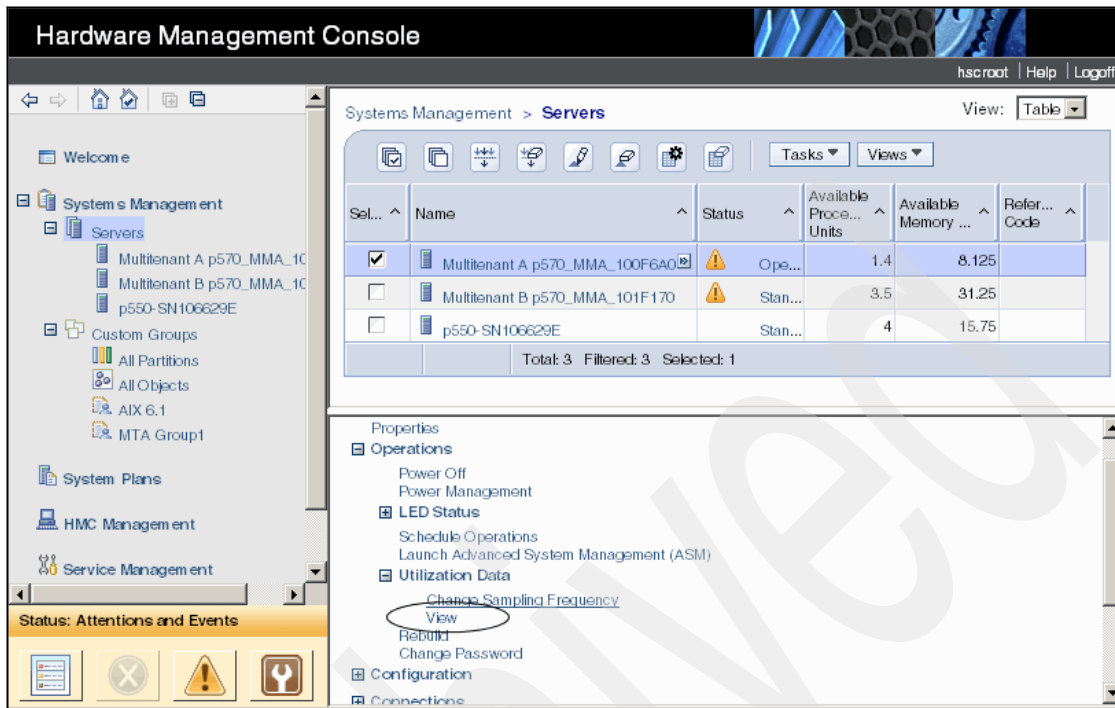 Hardware Management Console
hscroot | Help | Logoff
Welcome
Systems Management
Servers
Multitenant A p570_MMA_10
Multitenant B p570_MMA_10
p550-SN106629E
Custom Groups
All Partitions
All Objects
AIX 6.1
MTA Group1
System Plans
HMC Management
Service Management
Status: Attentions and Events
Systems Management > Servers
View: Table
Tasks Views
Sel... Name Status Available Proce... Units Available Memory ... Refer... Code
Multitenant A p570_MMA_100F6A0 Ope... 1.4 8.125
Multitenant B p570_MMA_101F170 Stan... 3.5 31.25
p550-SN106629E Stan... 4 15.75
Total: 3 Filtered: 3 Selected: 1
Properties
Operations
Power Off
Power Management
LED Status
Schedule Operations
Launch Advanced System Management (ASM)
Utilization Data
Change Sampling Frequency
View
Rebuild
Change Password
Configuration
Connections